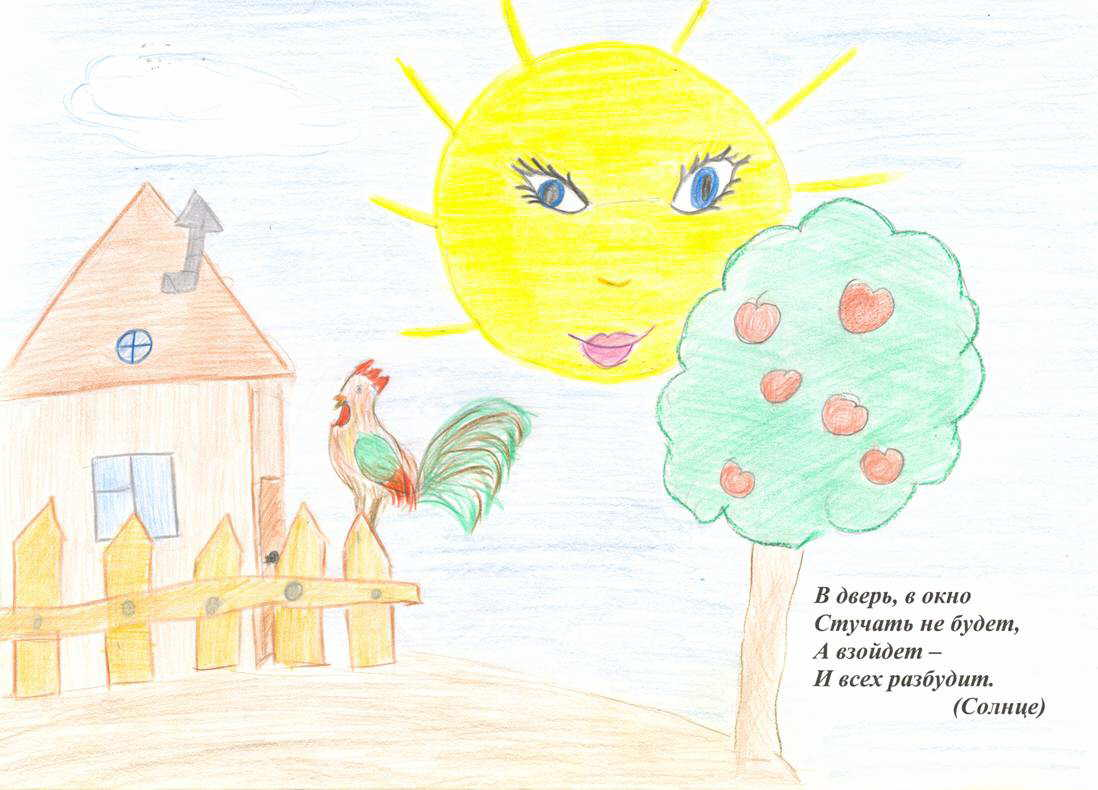 В дверь, в окно
Стучать не будет,
А взойдет –
И всех разбудит.
(Солнце)